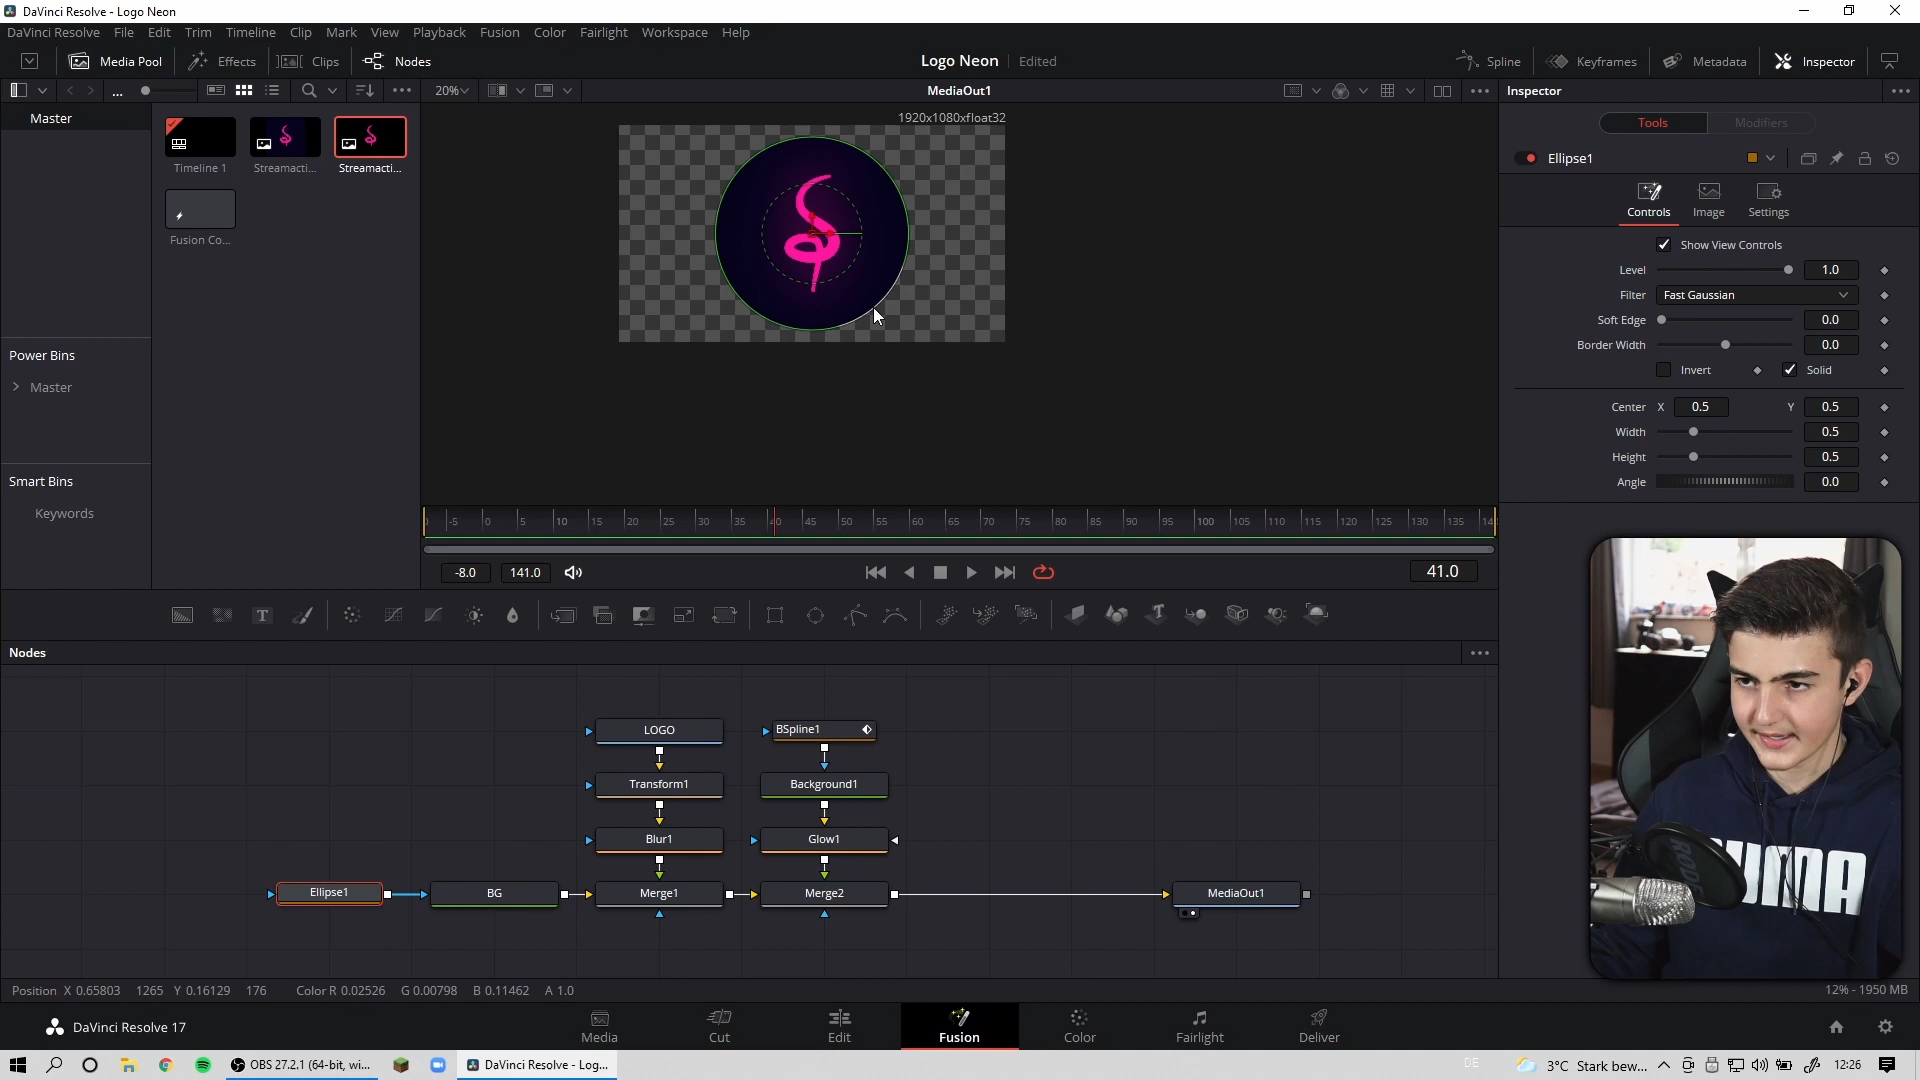 DaVinci Resolve - Logo Neon
DaVinci Resolve File Edit Trim Timeline Clip Mark View Playback Fusion Color Fairlight Workspace Help
Media Pool Effects Clips Nodes Logo Neon Edited Spline Keyframes Metadata Inspector
... 20% MediaOut1 Inspector
Master
1920x1080xfloat32
Tools Modifiers
Timeline 1 Streamacti... Streamacti...
Ellipse1
Fusion Co...
Controls Image Settings
Show View Controls
Level 1.0
Filter Fast Gaussian
Soft Edge 0.0
Border Width 0.0
Invert Solid
Center X 0.5 Y 0.5
Width 0.5
Height 0.5
Angle 0.0
Power Bins
Master
Smart Bins
Keywords
-5 0 5 10 15 20 25 30 35 40 45 50 55 60 65 70 75 80 85 90 95 100 105 110 115 120 125 130 135 14
-8.0 141.0 41.0
Nodes
LOGO BSpline1
Transform1 Background1
Blur1 Glow1
Ellipse1 BG Merge1 Merge2 MediaOut1
PUMA
RODE
Position X 0.65803 1265 Y 0.16129 176 Color R 0.02526 G 0.00798 B 0.11462 A 1.0 12% - 1950 MB
DaVinci Resolve 17 Media Cut Edit Fusion Color Fairlight Deliver
OBS 27.2.1 (64-bit, wi... DaVinci Resolve - Log... DE 3°C Stark bew... 12:26